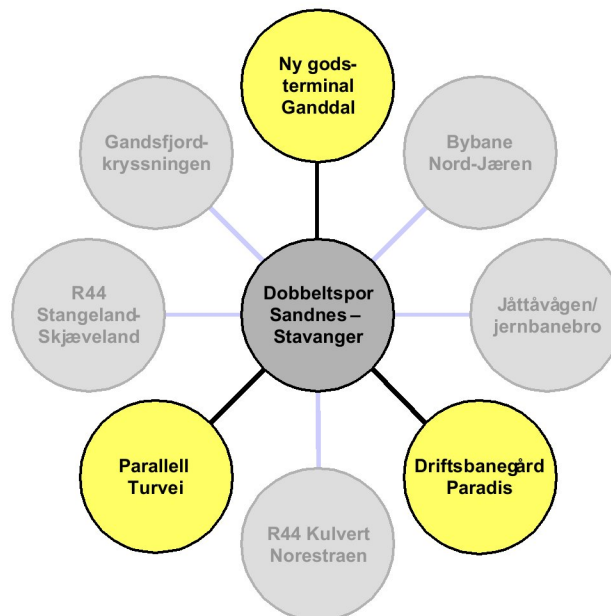 Ny gods-
terminal
Ganddal
Gandsfjord-
kryssningen
Bybane
Nord-Jæren
R44
Stangeland-
Skjæveland
Dobbeltspor
Sandnes –
Stavanger
Jåttåvågen/
jernbanebro
Parallell
Turvei
Driftsbanegård
Paradis
R44 Kulvert
Norestraen